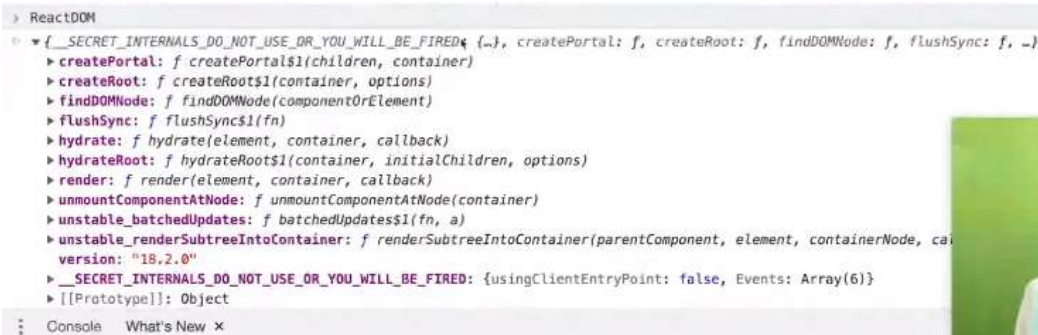 > ReactDOM
▼{__SECRET_INTERNALS_DO_NOT_USE_OR_YOU_WILL_BE_FIRED: {…}, createPortal: ƒ, createRoot: ƒ, findDOMNode: ƒ, flushSync: ƒ, …}
▶createPortal: ƒ createPortal$1(children, container)
▶createRoot: ƒ createRoot$1(container, options)
▶findDOMNode: ƒ findDOMNode(componentOrElement)
▶flushSync: ƒ flushSync$1(fn)
▶hydrate: ƒ hydrate(element, container, callback)
▶hydrateRoot: ƒ hydrateRoot$1(container, initialChildren, options)
▶render: ƒ render(element, container, callback)
▶unmountComponentAtNode: ƒ unmountComponentAtNode(container)
▶unstable_batchedUpdates: ƒ batchedUpdates$1(fn, a)
▶unstable_renderSubtreeIntoContainer: ƒ renderSubtreeIntoContainer(parentComponent, element, containerNode, cal
version: "18.2.0"
▶__SECRET_INTERNALS_DO_NOT_USE_OR_YOU_WILL_BE_FIRED: {usingClientEntryPoint: false, Events: Array(6)}
▶[[Prototype]]: Object
Console What's New ×